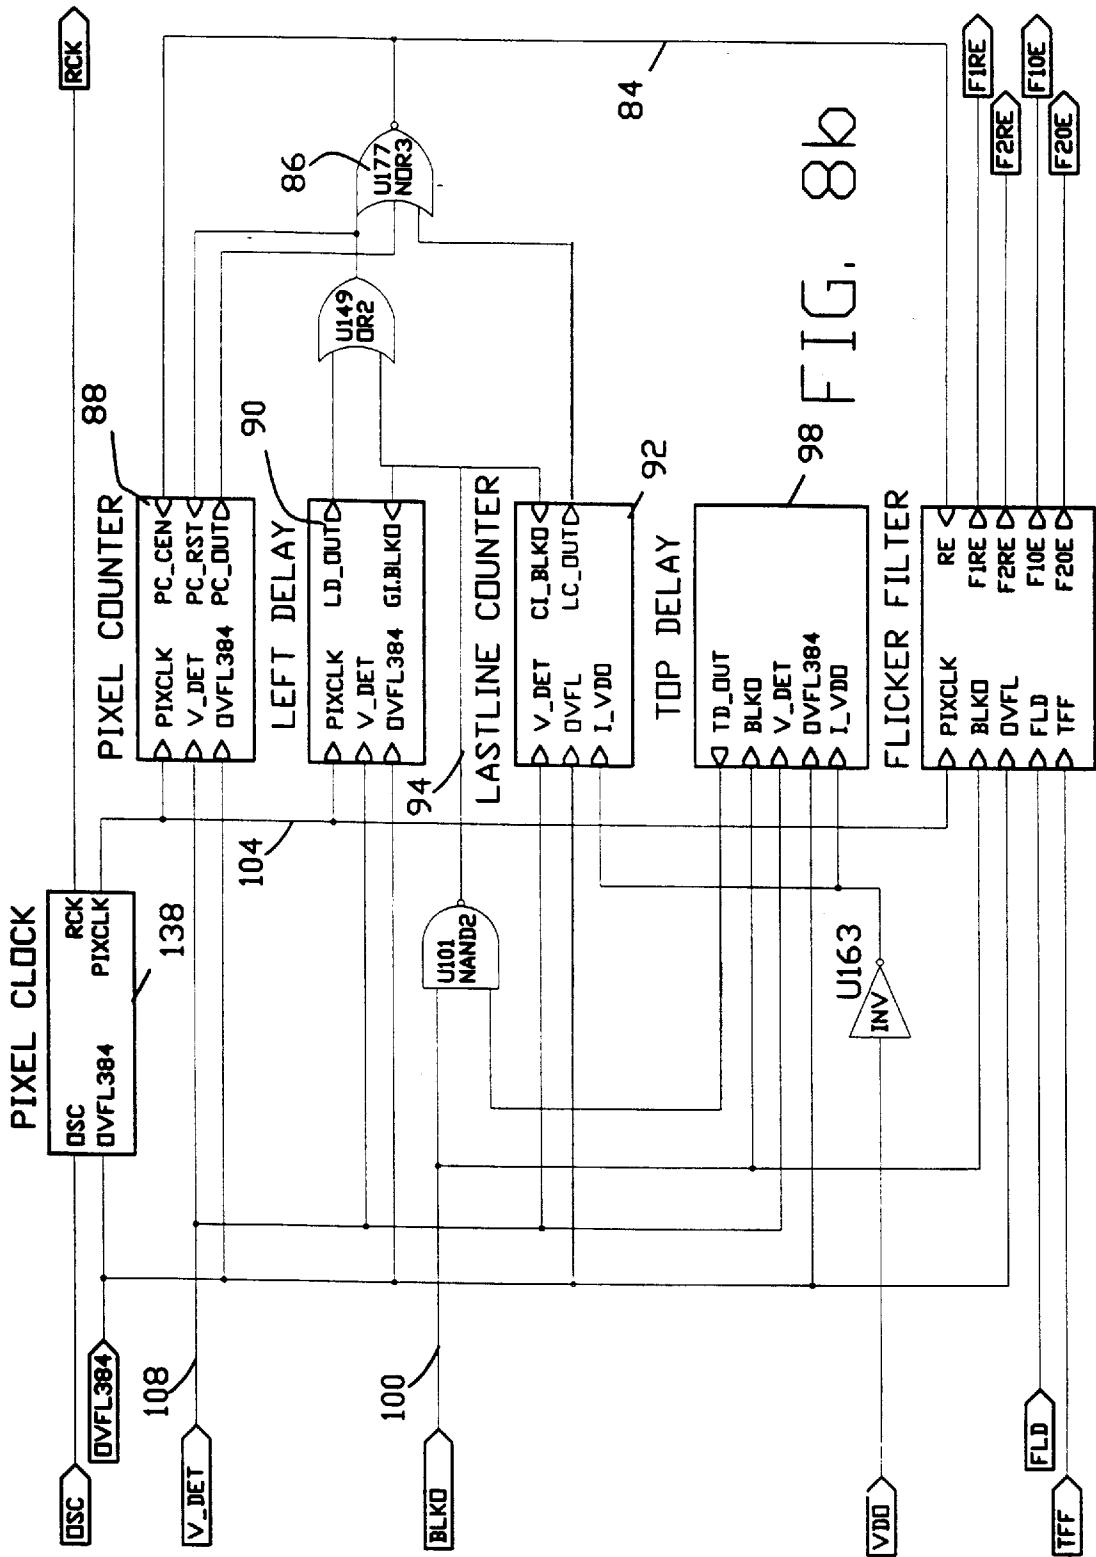 PIXEL CLOCK
OSC
OVFL384
RCK
PIXCLK
138
RCK
OSC
OVFL384
108
V_DET
100
BLKO
VDO
FLD
TFF
104
PIXEL COUNTER
PIXCLK
V_DET
OVFL384
PC_CEN
PC_RST
PC_OUT
88
LEFT DELAY
PIXCLK
V_DET
OVFL384
LD_OUT
GI.BLKO
90
94
LASTLINE COUNTER
V_DET
OVFL
I_VDO
CI_BLKO
LC_OUT
92
TOP DELAY
TD_OUT
BLKO
V_DET
OVFL384
I_VDO
98
FLICKER FILTER
PIXCLK
BLKO
OVFL
FLD
TFF
RE
F1RE
F2RE
F1OE
F2OE
U101
NAND2
U163
INV
U149
OR2
U177
NOR3
86
84
F1RE
F2RE
F1OE
F2OE
FIG. 8b